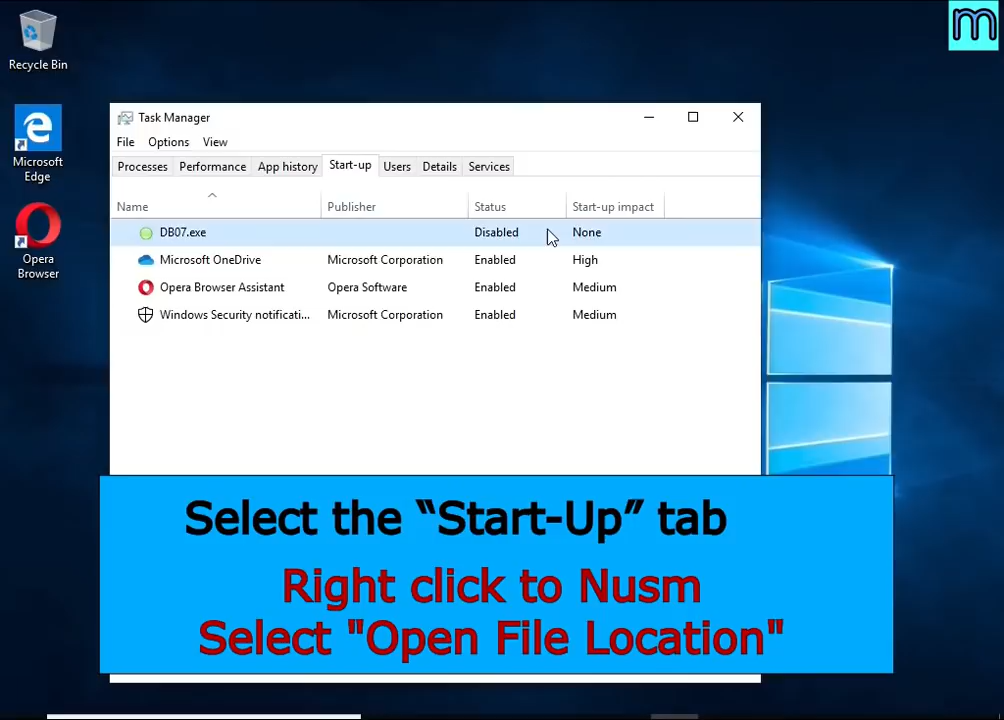 m
Recycle Bin
Microsoft
Edge
Opera
Browser
Task Manager
File Options View
Processes Performance App history Start-up Users Details Services
Name Publisher Status Start-up impact
DB07.exe Disabled None
Microsoft OneDrive Microsoft Corporation Enabled High
Opera Browser Assistant Opera Software Enabled Medium
Windows Security notificati... Microsoft Corporation Enabled Medium
Select the “Start-Up” tab
Right click to Nusm
Select "Open File Location"